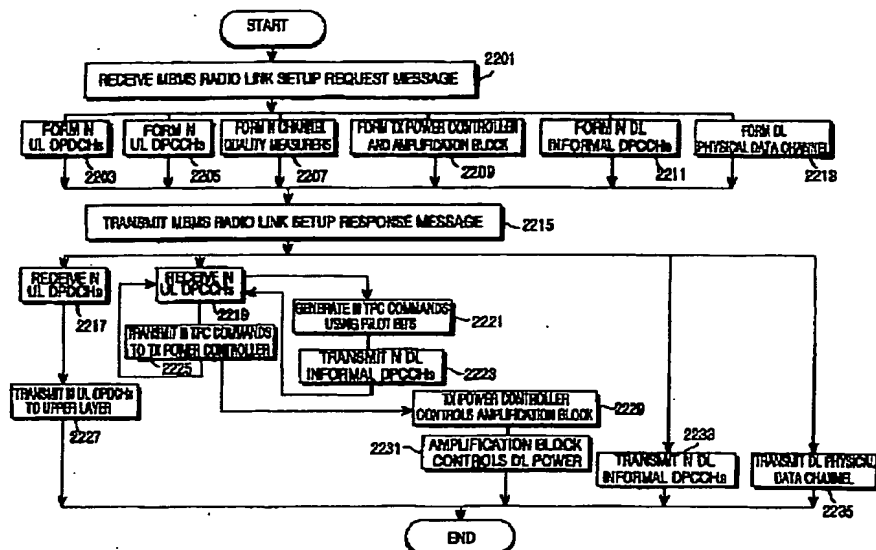 START
RECEIVE MBMS RADIO LINK SETUP REQUEST MESSAGE
2201
FORM N
UL DPDCHs
2203
FORM N
UL DPCCHs
2205
FORM N CHANNEL
QUALITY MEASURERS
2207
FORM TX POWER CONTROLLER
AND AMPLIFICATION BLOCK
2209
FORM N DL
INFORMAL DPCCHs
2211
FORM DL
PHYSICAL DATA CHANNEL
2213
TRANSMIT MBMS RADIO LINK SETUP RESPONSE MESSAGE
2215
RECEIVE N
UL DPDCHs
2217
RECEIVE N
UL DPCCHs
2219
GENERATE N TPC COMMANDS
USING PILOT BITS
2221
TRANSMIT N TPC COMMANDS
TO TX POWER CONTROLLER
2225
TRANSMIT N DL
INFORMAL DPCCHs
2223
TRANSMIT N UL DPDCHs
TO UPPER LAYER
2227
TX POWER CONTROLLER
CONTROLS AMPLIFICATION BLOCK
2229
2231
AMPLIFICATION BLOCK
CONTROLS DL POWER
2233
TRANSMIT N DL
INFORMAL DPCCHs
TRANSMIT DL PHYSICAL
DATA CHANNEL
2235
END